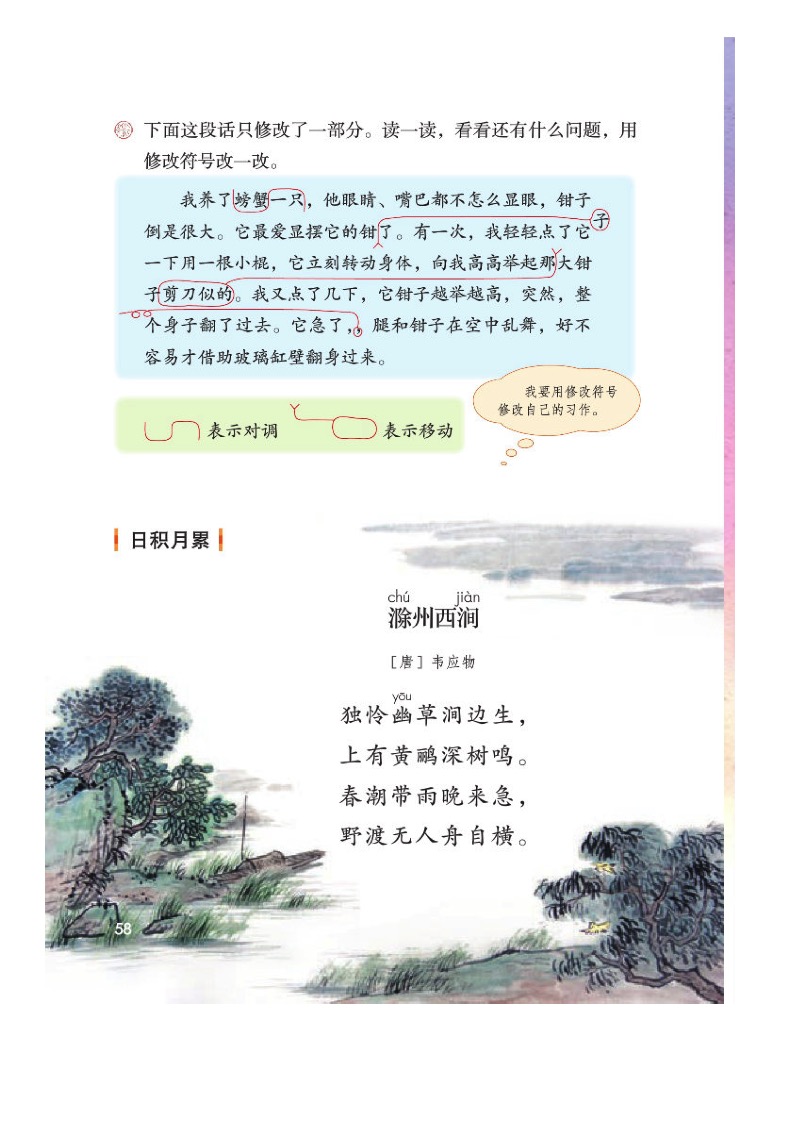 下面这段话只修改了一部分。读一读,看看还有什么问题,用
修改符号改一改。
我养了螃蟹一只,他眼睛、嘴巴都不怎么显眼,钳子
子
倒是很大。它最爱显摆它的钳了。有一次,我轻轻点了它
一下用一根小棍,它立刻转动身体,向我高高举起那大钳
子剪刀似的。我又点了几下,它钳子越举越高,突然,整
个身子翻了过去。它急了,,腿和钳子在空中乱舞,好不
容易才借助玻璃缸壁翻身过来。
我要用修改符号
修改自己的习作。
表示对调 表示移动
日积月累
chú jiàn
滁州西涧
[唐] 韦应物
yōu
独怜幽草涧边生,
上有黄鹂深树鸣。
春潮带雨晚来急,
野渡无人舟自横。
58